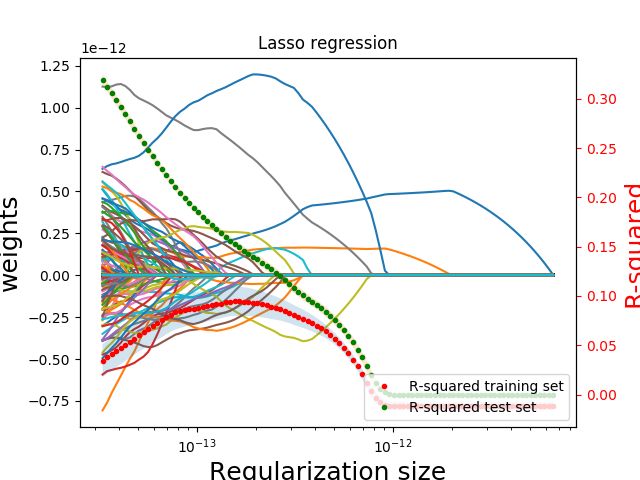 Lasso regression
1e−12
1.25
1.00
0.75
0.50
0.25
0.00
−0.25
−0.50
−0.75
weights
0.30
0.25
0.20
0.15
0.10
0.05
0.00
R-squared
R-squared training set
R-squared test set
10⁻¹³
10⁻¹²
Regularization size